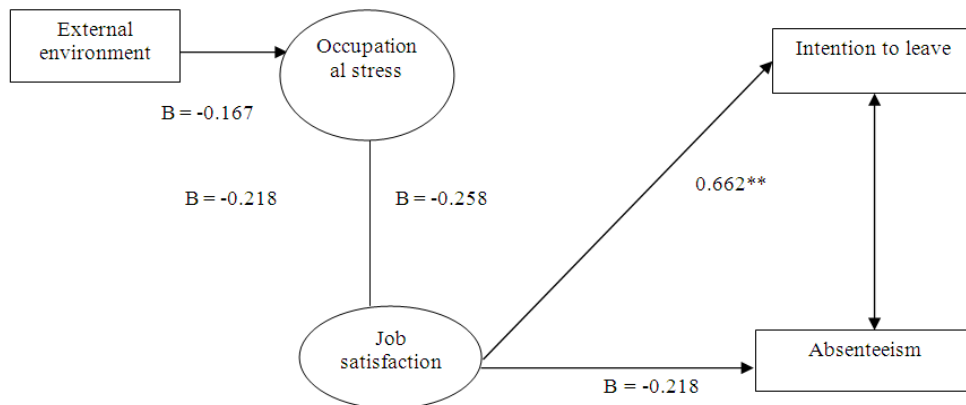 External
environment
Occupation
al stress
Intention to leave
B = -0.167
B = -0.218
B = -0.258
0.662**
Job
satisfaction
Absenteeism
B = -0.218